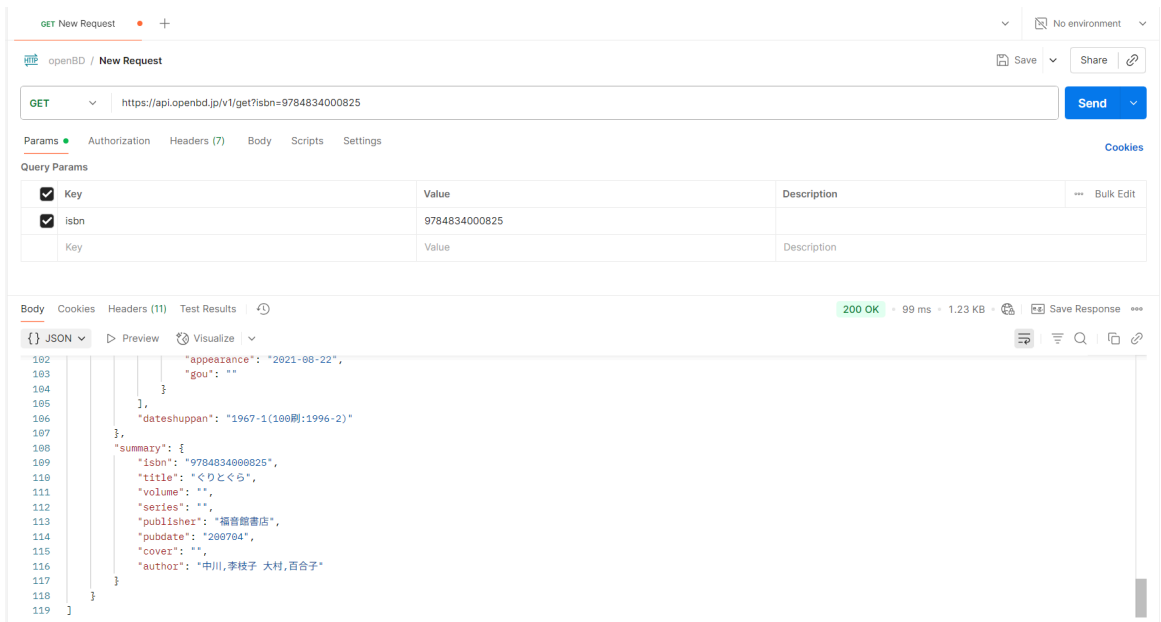 GET New Request
No environment
HTTP openBD / New Request
Save
Share
GET
https://api.openbd.jp/v1/get?isbn=9784834000825
Send
Params
Authorization
Headers (7)
Body
Scripts
Settings
Cookies
Query Params
Key
Value
Description
Bulk Edit
isbn
9784834000825
Key
Value
Description
Body
Cookies
Headers (11)
Test Results
200 OK
99 ms
1.23 KB
Save Response
{} JSON
Preview
Visualize
102 "appearance": "2021-08-22",
103 "gou": ""
104 }
105 ],
106 "dateshuppan": "1967-1(100刷:1996-2)"
107 },
108 "summary": {
109 "isbn": "9784834000825",
110 "title": "ぐりとぐら",
111 "volume": "",
112 "series": "",
113 "publisher": "福音館書店",
114 "pubdate": "200704",
115 "cover": "",
116 "author": "中川,李枝子 大村,百合子"
117 }
118 }
119 ]